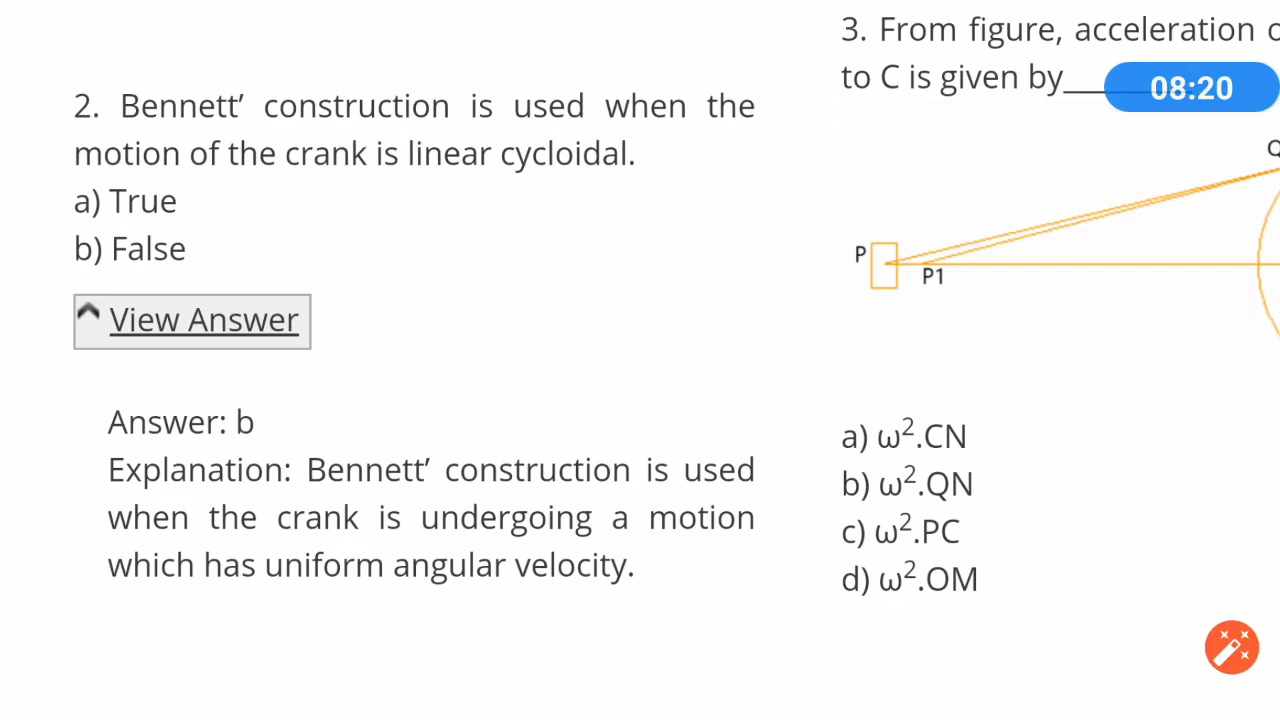 2. Bennett’ construction is used when the
motion of the crank is linear cycloidal.
a) True
b) False
View Answer
Answer: b
Explanation: Bennett’ construction is used
when the crank is undergoing a motion
which has uniform angular velocity.
3. From figure, acceleration
to C is given by____
08:20
P
P1
a) ω².CN
b) ω².QN
c) ω².PC
d) ω².OM